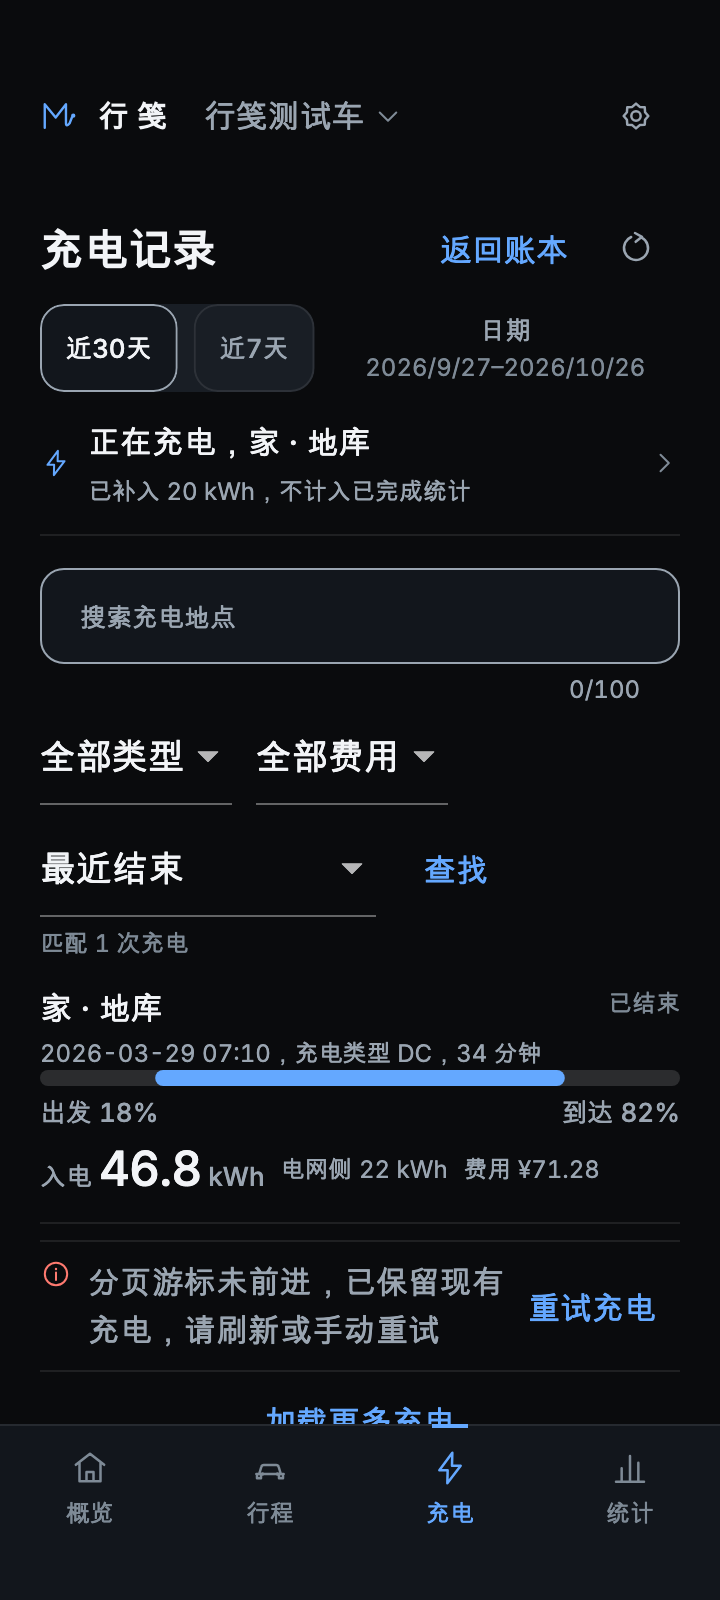 行笺 行笺测试车
充电记录 返回账本
近30天 近7天 日期
2026/9/27–2026/10/26
正在充电，家 · 地库
已补入 20 kWh，不计入已完成统计
搜索充电地点
0/100
全部类型 全部费用
最近结束 查找
匹配 1 次充电
家 · 地库 已结束
2026-03-29 07:10，充电类型 DC，34 分钟
出发 18% 到达 82%
入电 46.8 kWh 电网侧 22 kWh 费用 ¥71.28
分页游标未前进，已保留现有
充电，请刷新或手动重试
重试充电
加载更多充电
概览 行程 充电 统计